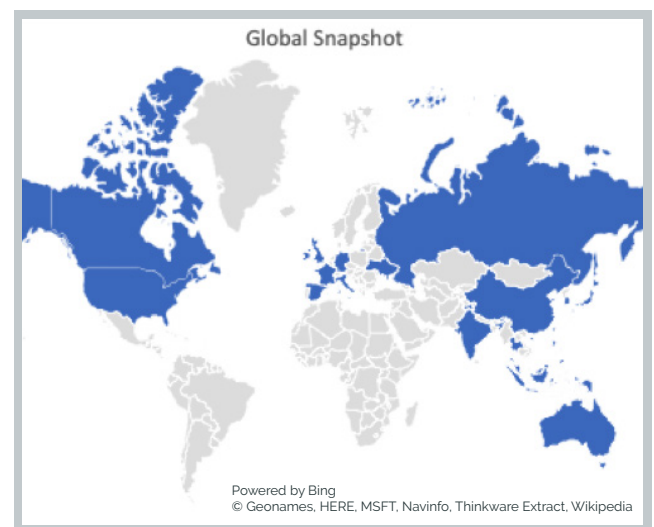 Global Snapshot
Powered by Bing
© Geonames, HERE, MSFT, Navinfo, Thinkware Extract, Wikipedia